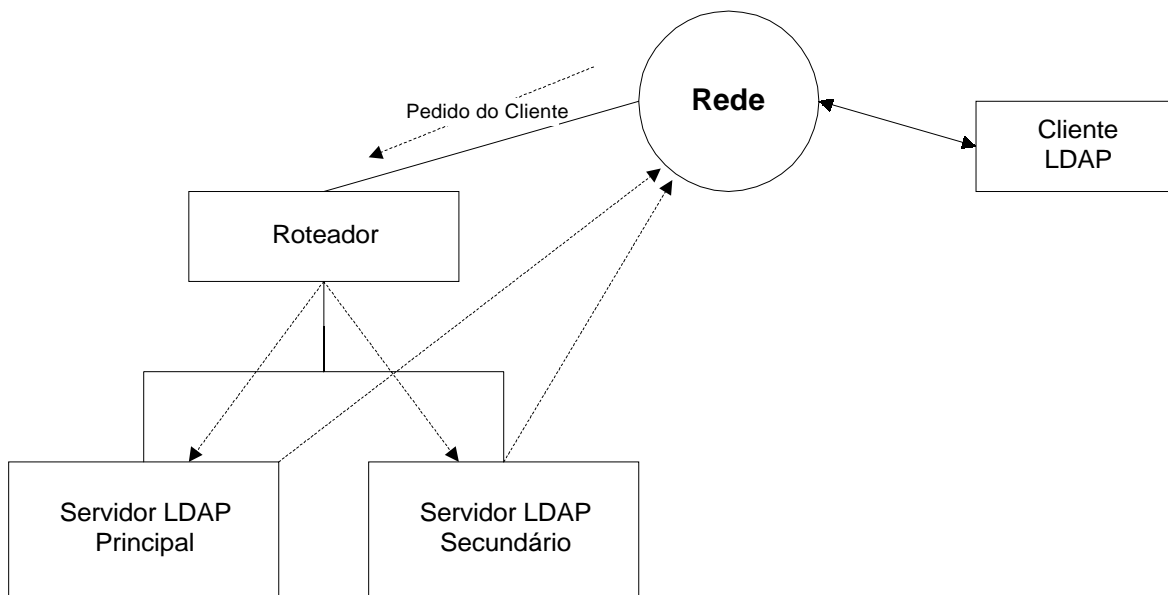 Rede
Pedido do Cliente
Cliente
LDAP
Roteador
Servidor LDAP
Principal
Servidor LDAP
Secundário